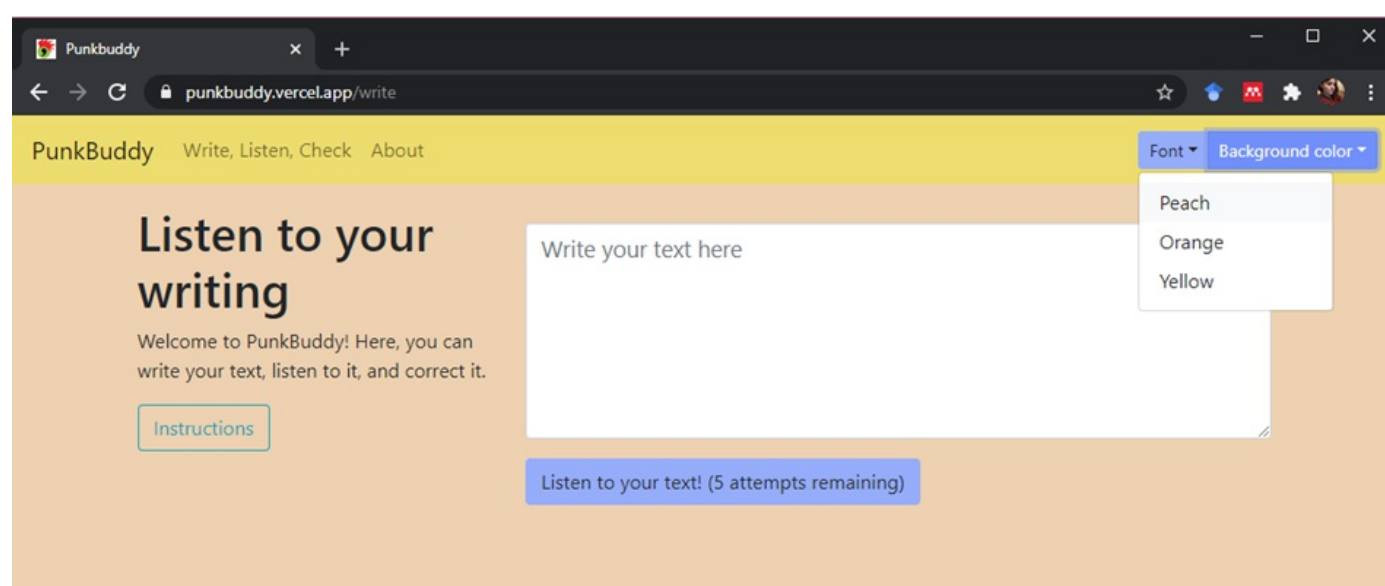 Punkbuddy
punkbuddy.vercel.app/write
PunkBuddy Write, Listen, Check About Font Background color
Peach
Orange
Yellow
Listen to your
writing
Welcome to PunkBuddy! Here, you can
write your text, listen to it, and correct it.
Instructions
Write your text here
Listen to your text! (5 attempts remaining)